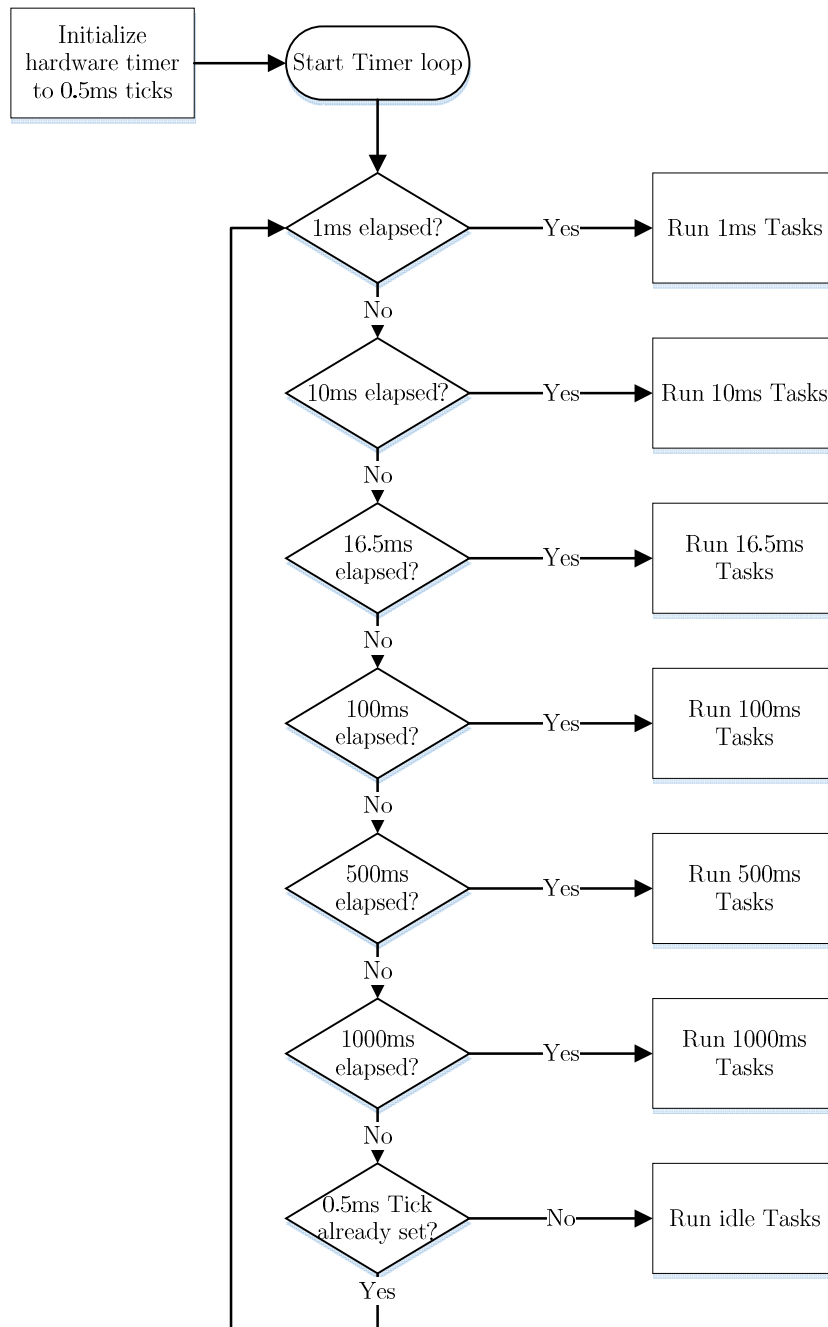 Initialize
hardware timer
to 0.5ms ticks
Start Timer loop
1ms elapsed?
Yes
Run 1ms Tasks
No
10ms elapsed?
Yes
Run 10ms Tasks
No
16.5ms
elapsed?
Yes
Run 16.5ms
Tasks
No
100ms
elapsed?
Yes
Run 100ms
Tasks
No
500ms
elapsed?
Yes
Run 500ms
Tasks
No
1000ms
elapsed?
Yes
Run 1000ms
Tasks
No
0.5ms Tick
already set?
No
Run idle Tasks
Yes